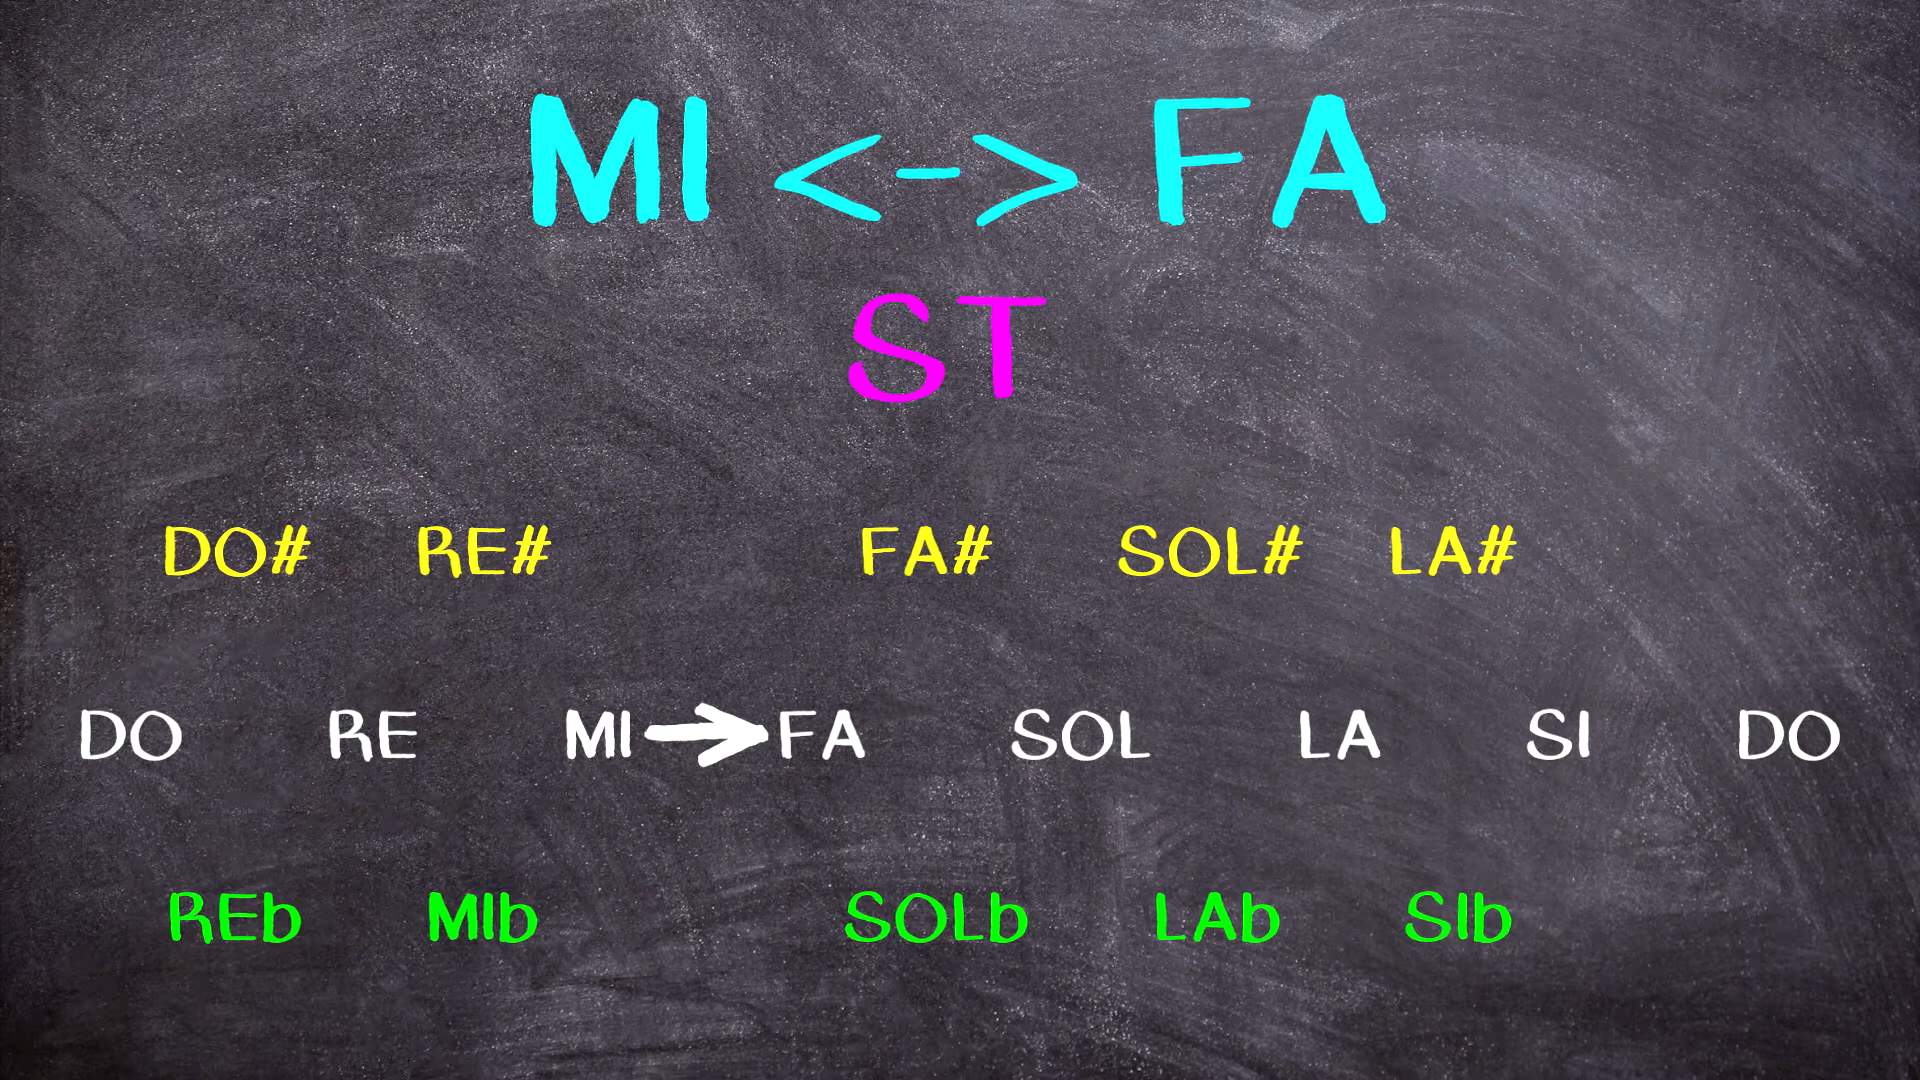 MI <-> FA
ST
DO# RE# FA# SOL# LA#
DO RE MI → FA SOL LA SI DO
REb MIb SOLb LAb SIb